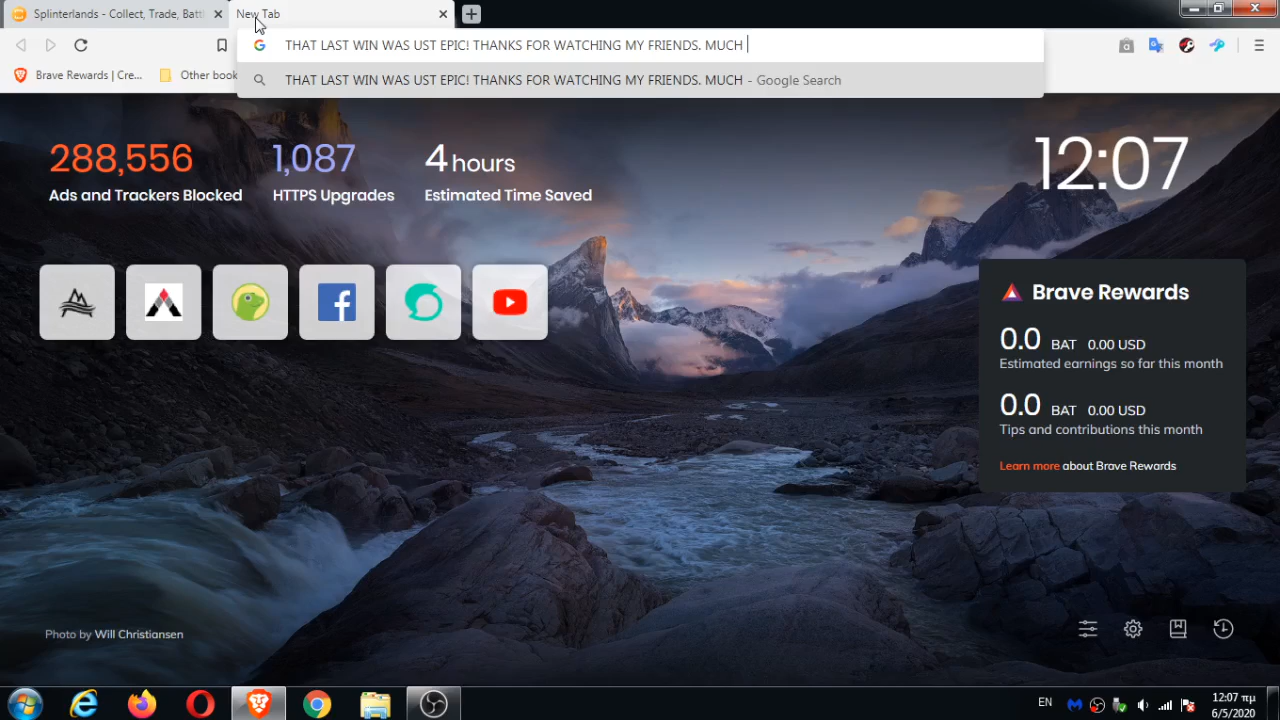 Splinterlands - Collect, Trade, Batt
New Tab
THAT LAST WIN WAS UST EPIC! THANKS FOR WATCHING MY FRIENDS. MUCH
Brave Rewards | Cre...
Other book
THAT LAST WIN WAS UST EPIC! THANKS FOR WATCHING MY FRIENDS. MUCH - Google Search
288,556
Ads and Trackers Blocked
1,087
HTTPS Upgrades
4 hours
Estimated Time Saved
12:07
Brave Rewards
0.0 BAT 0.00 USD
Estimated earnings so far this month
0.0 BAT 0.00 USD
Tips and contributions this month
Learn more about Brave Rewards
Photo by Will Christiansen
EN
12:07 πμ
6/5/2020